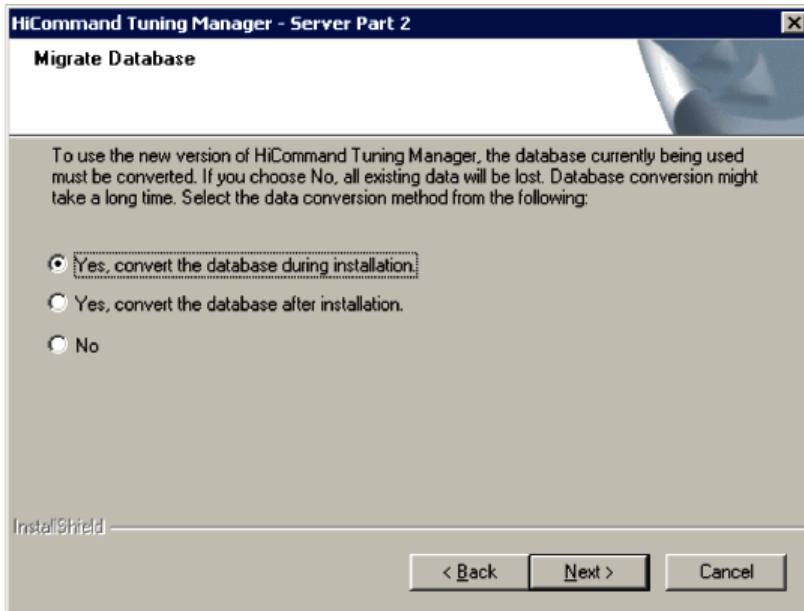 HiCommand Tuning Manager - Server Part 2
Migrate Database
To use the new version of HiCommand Tuning Manager, the database currently being used
must be converted. If you choose No, all existing data will be lost. Database conversion might
take a long time. Select the data conversion method from the following:
Yes, convert the database during installation.
Yes, convert the database after installation.
No
InstallShield
< Back
Next >
Cancel